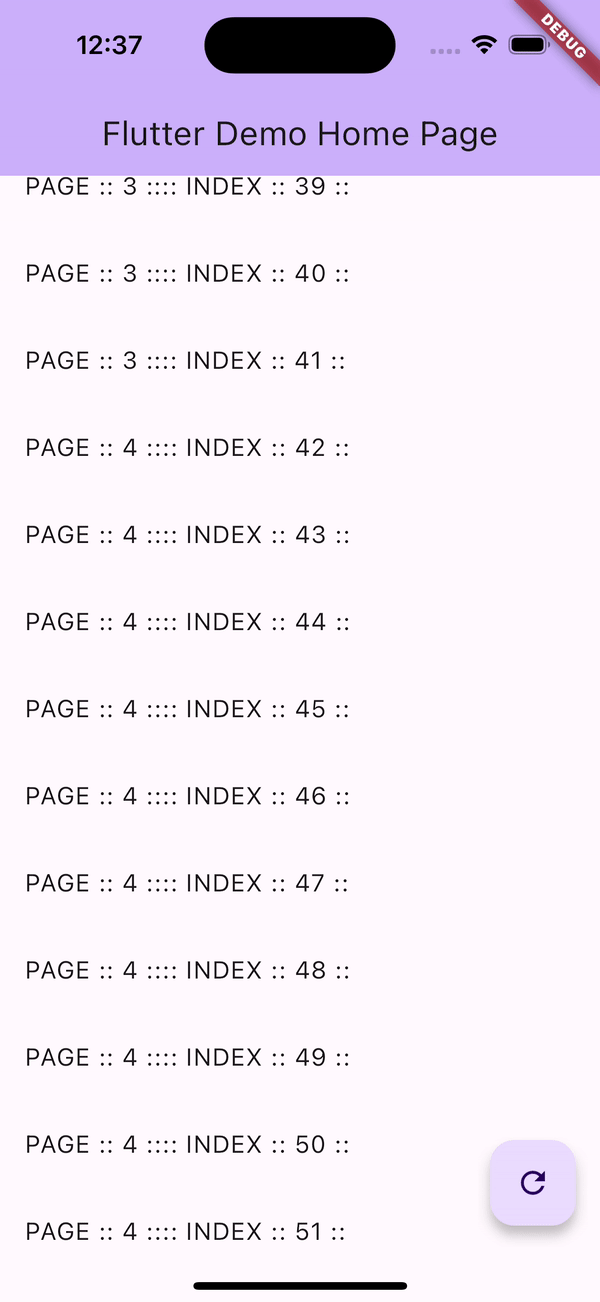 12:37
DEBUG
Flutter Demo Home Page
PAGE :: 3 :::: INDEX :: 39 ::
PAGE :: 3 :::: INDEX :: 40 ::
PAGE :: 3 :::: INDEX :: 41 ::
PAGE :: 4 :::: INDEX :: 42 ::
PAGE :: 4 :::: INDEX :: 43 ::
PAGE :: 4 :::: INDEX :: 44 ::
PAGE :: 4 :::: INDEX :: 45 ::
PAGE :: 4 :::: INDEX :: 46 ::
PAGE :: 4 :::: INDEX :: 47 ::
PAGE :: 4 :::: INDEX :: 48 ::
PAGE :: 4 :::: INDEX :: 49 ::
PAGE :: 4 :::: INDEX :: 50 ::
PAGE :: 4 :::: INDEX :: 51 ::